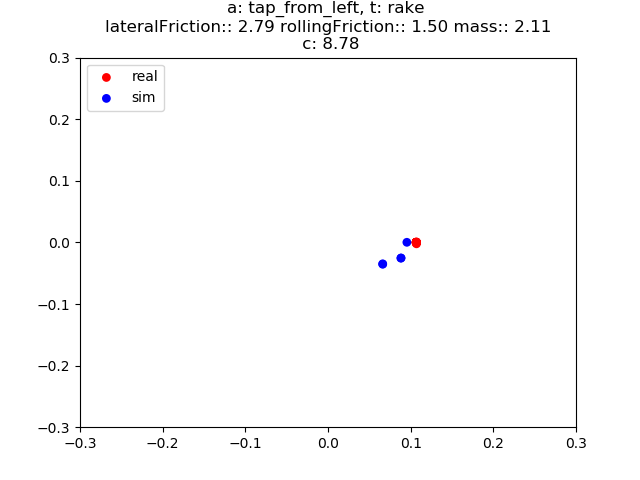 a: tap_from_left, t: rake
lateralFriction:: 2.79 rollingFriction:: 1.50 mass:: 2.11
c: 8.78
real
sim
0.3
0.2
0.1
0.0
−0.1
−0.2
−0.3
−0.3 −0.2 −0.1 0.0 0.1 0.2 0.3